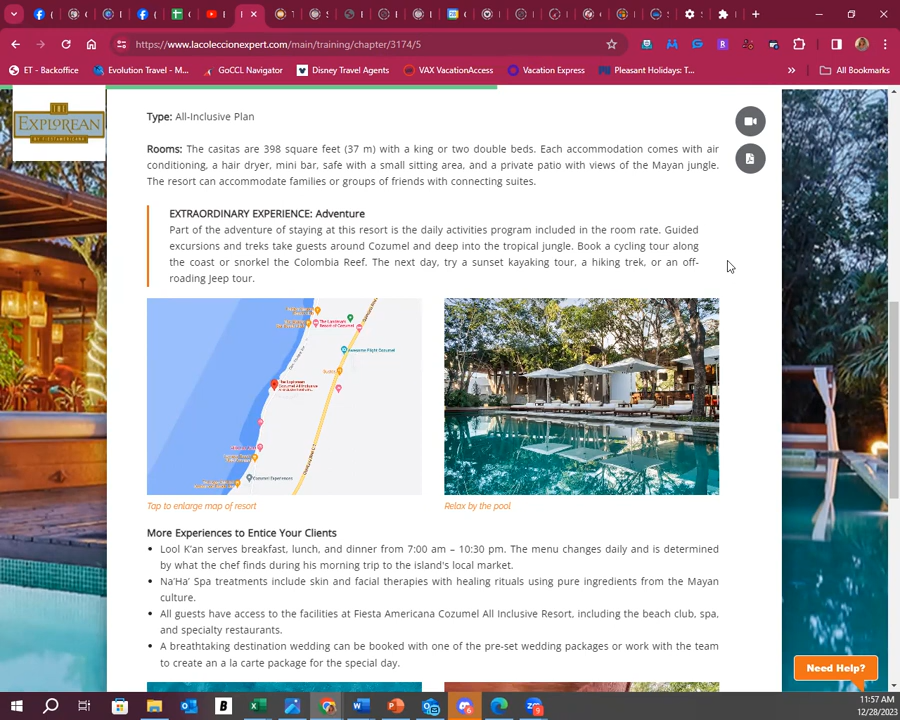 https://www.lacoleccionexpert.com/main/training/chapter/3174/5
ET - Backoffice
Evolution Travel - M...
GoCCL Navigator
Disney Travel Agents
VAX VacationAccess
Vacation Express
Pleasant Holidays: T...
All Bookmarks
THE
EXPLOREAN
BY FIESTAMERICANA
Type: All-Inclusive Plan
Rooms: The casitas are 398 square feet (37 m) with a king or two double beds. Each accommodation comes with air
conditioning, a hair dryer, mini bar, safe with a small sitting area, and a private patio with views of the Mayan jungle.
The resort can accommodate families or groups of friends with connecting suites.
EXTRAORDINARY EXPERIENCE: Adventure
Part of the adventure of staying at this resort is the daily activities program included in the room rate. Guided
excursions and treks take guests around Cozumel and deep into the tropical jungle. Book a cycling tour along
the coast or snorkel the Colombia Reef. The next day, try a sunset kayaking tour, a hiking trek, or an off-
roading Jeep tour.
Awesome Flight Cozumel
Cozumel Experiences
Tap to enlarge map of resort
Relax by the pool
More Experiences to Entice Your Clients
• Lool K'an serves breakfast, lunch, and dinner from 7:00 am – 10:30 pm. The menu changes daily and is determined
by what the chef finds during his morning trip to the island's local market.
• Na'Ha' Spa treatments include skin and facial therapies with healing rituals using pure ingredients from the Mayan
culture.
• All guests have access to the facilities at Fiesta Americana Cozumel All Inclusive Resort, including the beach club, spa,
and specialty restaurants.
• A breathtaking destination wedding can be booked with one of the pre-set wedding packages or work with the team
to create an a la carte package for the special day.
Need Help?
11:57 AM
12/28/2023